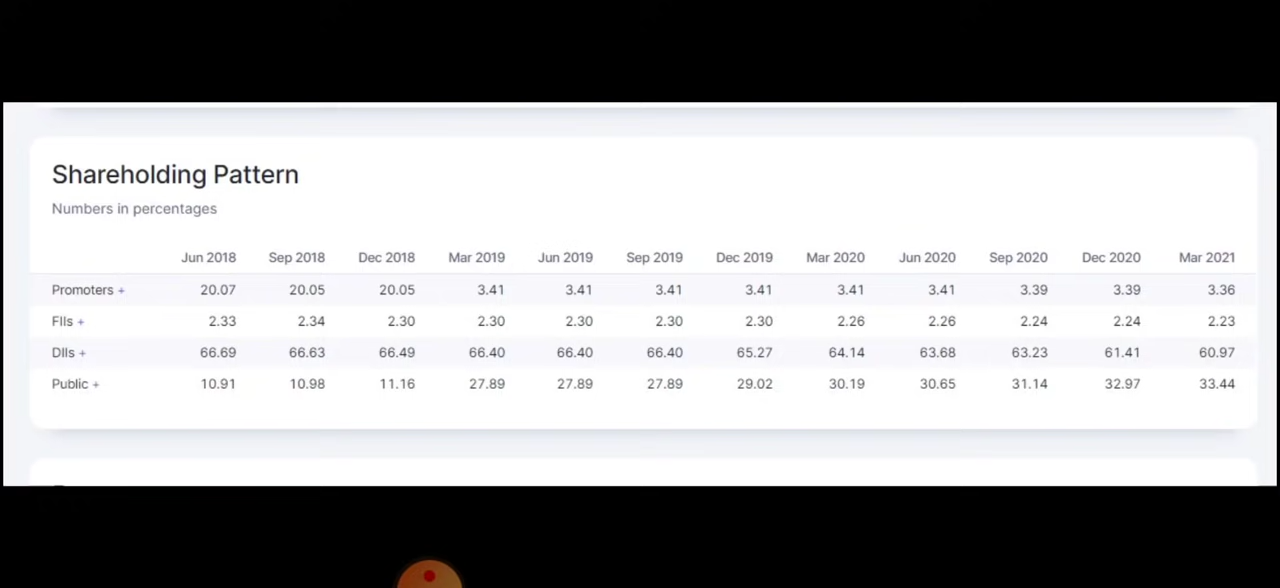 Shareholding Pattern
Numbers in percentages
Jun 2018 Sep 2018 Dec 2018 Mar 2019 Jun 2019 Sep 2019 Dec 2019 Mar 2020 Jun 2020 Sep 2020 Dec 2020 Mar 2021
Promoters + 20.07 20.05 20.05 3.41 3.41 3.41 3.41 3.41 3.41 3.39 3.39 3.36
FIIs + 2.33 2.34 2.30 2.30 2.30 2.30 2.30 2.26 2.26 2.24 2.24 2.23
DIIs + 66.69 66.63 66.49 66.40 66.40 66.40 65.27 64.14 63.68 63.23 61.41 60.97
Public + 10.91 10.98 11.16 27.89 27.89 27.89 29.02 30.19 30.65 31.14 32.97 33.44